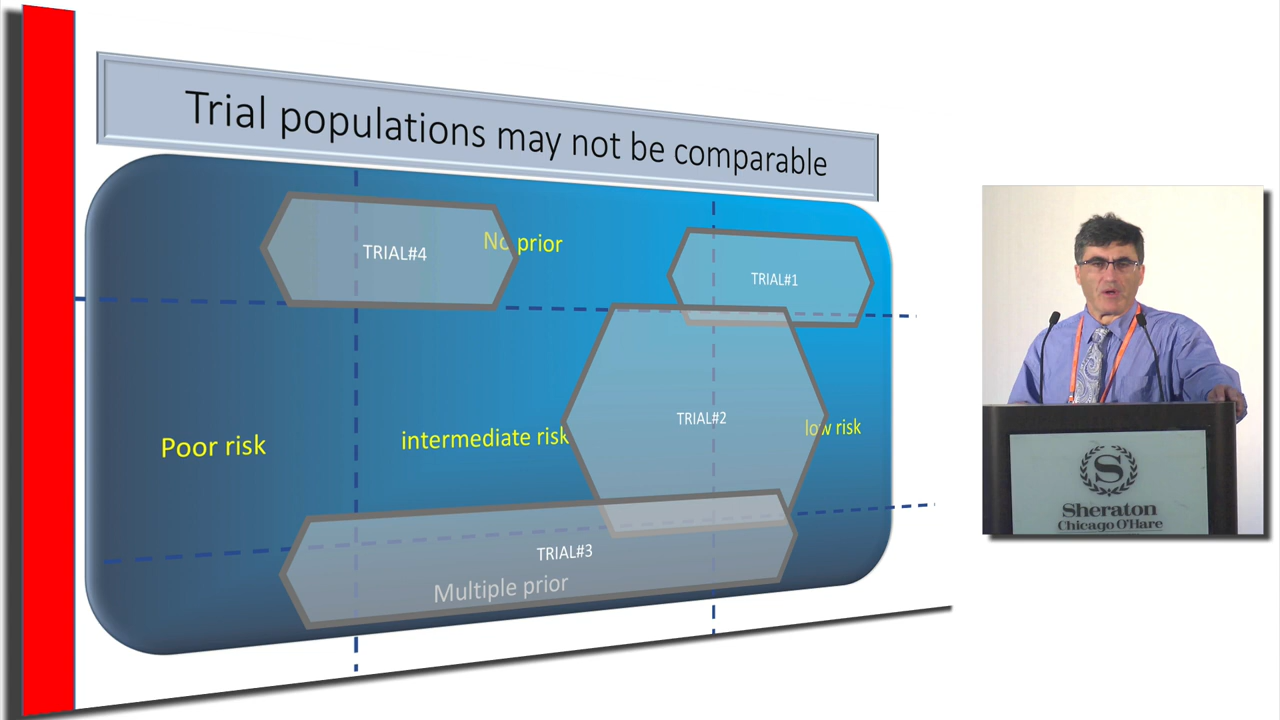 Trial populations may not be comparable
TRIAL#4
No prior
TRIAL#1
Poor risk
intermediate risk
TRIAL#2
low risk
TRIAL#3
Multiple prior
S
Sheraton
Chicago O'Hare